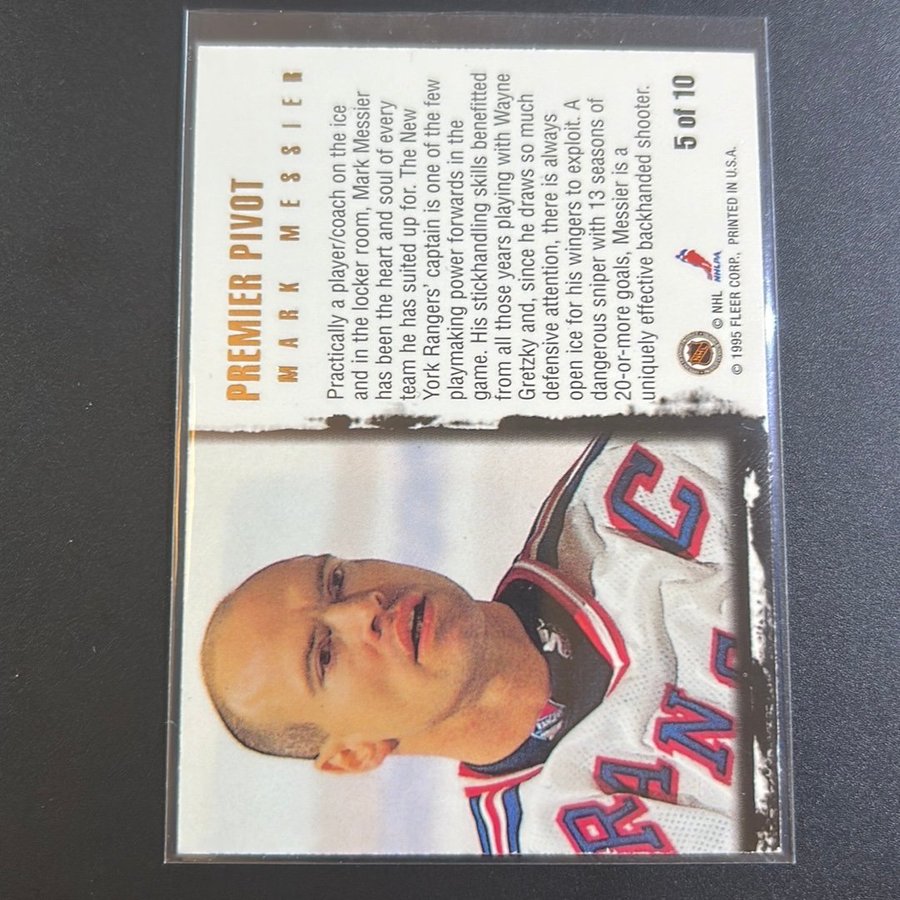 PREMIER PIVOT
MARK MESSIER
Practically a player/coach on the ice
and in the locker room, Mark Messier
has been the heart and soul of every
team he has suited up for. The New
York Rangers' captain is one of the few
playmaking power forwards in the
game. His stickhandling skills benefitted
from all those years playing with Wayne
Gretzky and, since he draws so much
defensive attention, there is always
open ice for his wingers to exploit. A
dangerous sniper with 13 seasons of
20-or-more goals, Messier is a
uniquely effective backhanded shooter.
NHL
© NHL
NHLPA
5 of 10
© 1995 FLEER CORP., PRINTED IN U.S.A.
C
RANG